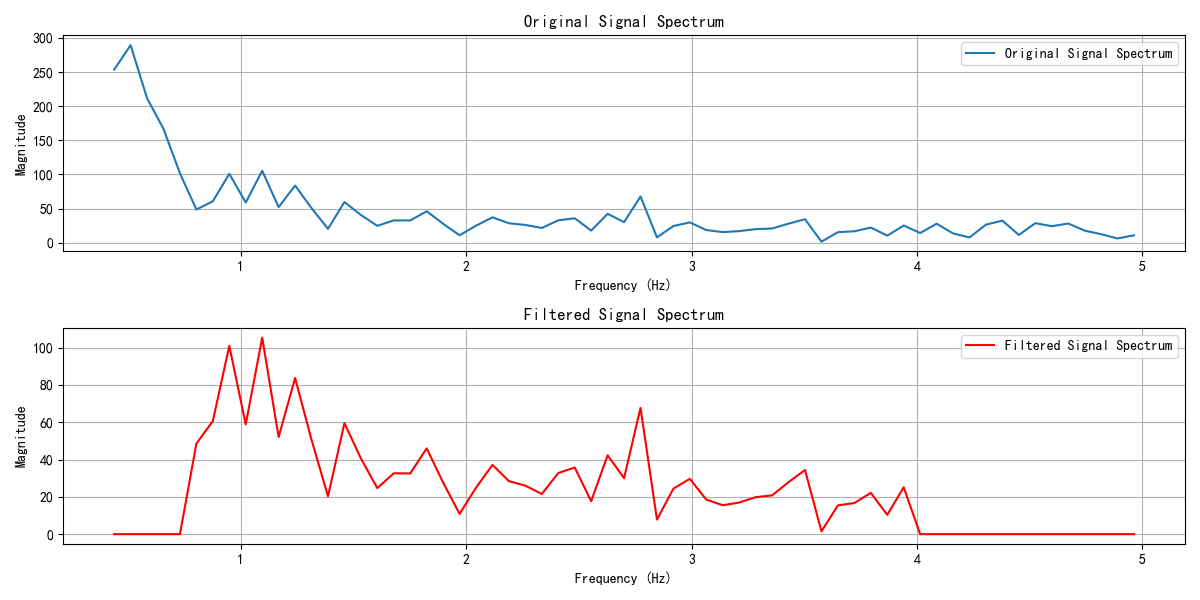 Original Signal Spectrum
300
250
200
150
100
50
0
Magnitude
Original Signal Spectrum
1 2 3 4 5
Frequency (Hz)
Filtered Signal Spectrum
100
80
60
40
20
0
Magnitude
Filtered Signal Spectrum
1 2 3 4 5
Frequency (Hz)